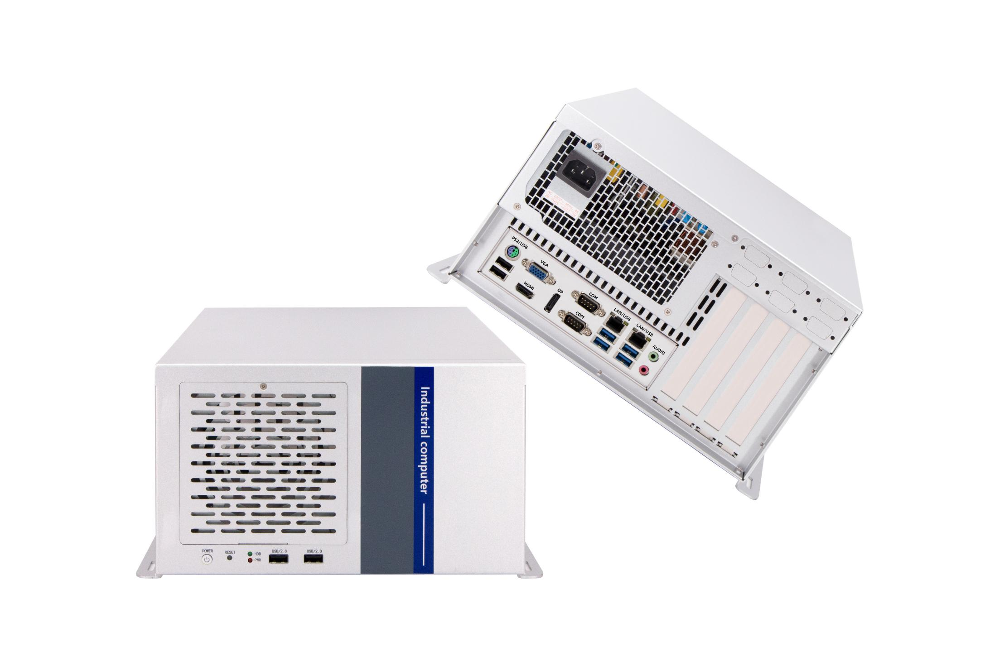 PS2/USB
VGA
HDMI
DP
COM
COM
LAN/USB
LAN/USB
AUDIO
Industrial computer
POWER
RESET
HDD
PWR
USB/2.0
USB/2.0